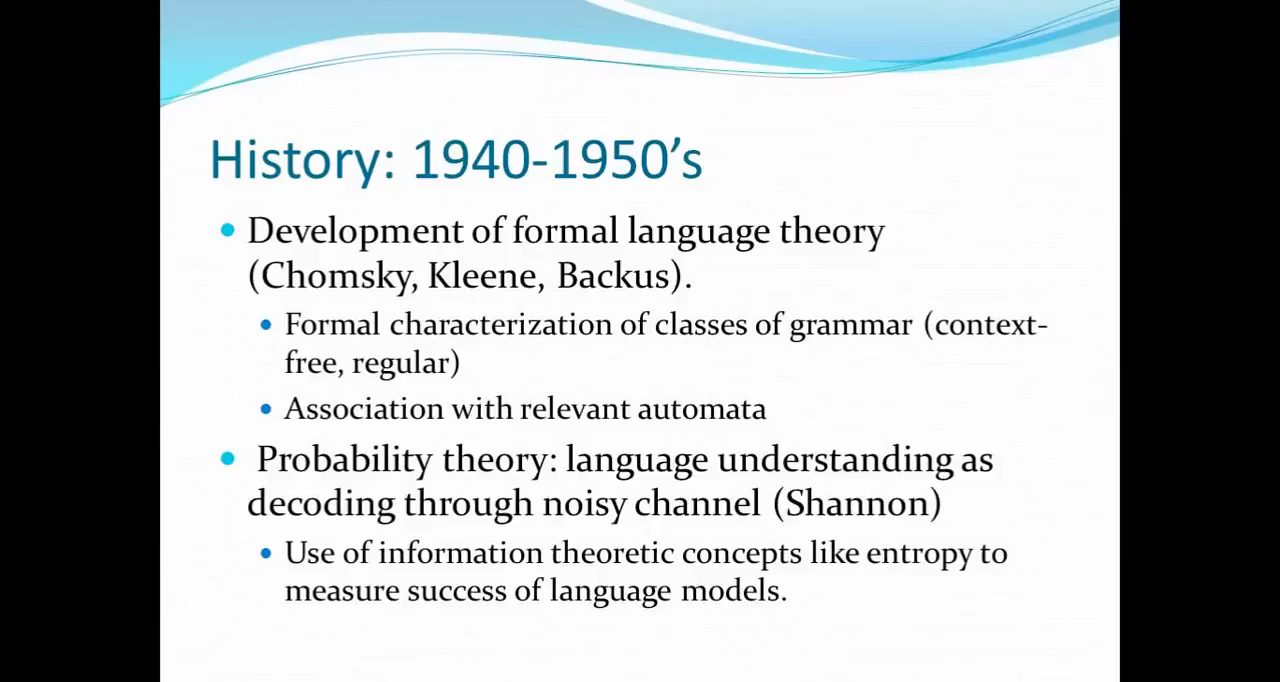 History: 1940-1950’s
Development of formal language theory
(Chomsky, Kleene, Backus).
Formal characterization of classes of grammar (context-
free, regular)
Association with relevant automata
Probability theory: language understanding as
decoding through noisy channel (Shannon)
Use of information theoretic concepts like entropy to
measure success of language models.